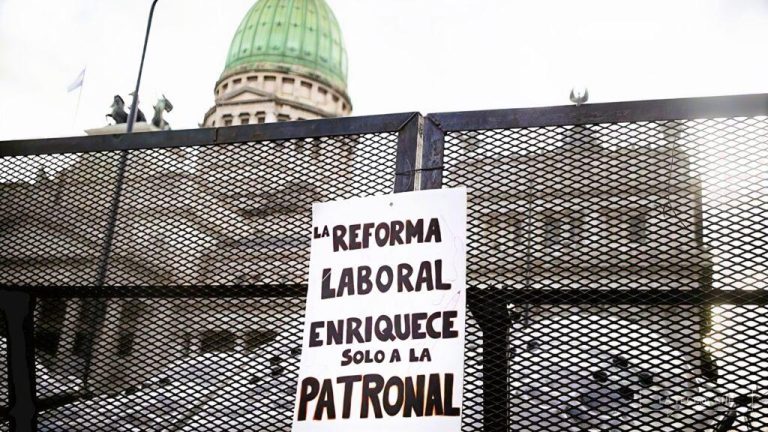 LA REFORMA
LABORAL
ENRIQUECE
SOLO A LA
PATRONAL